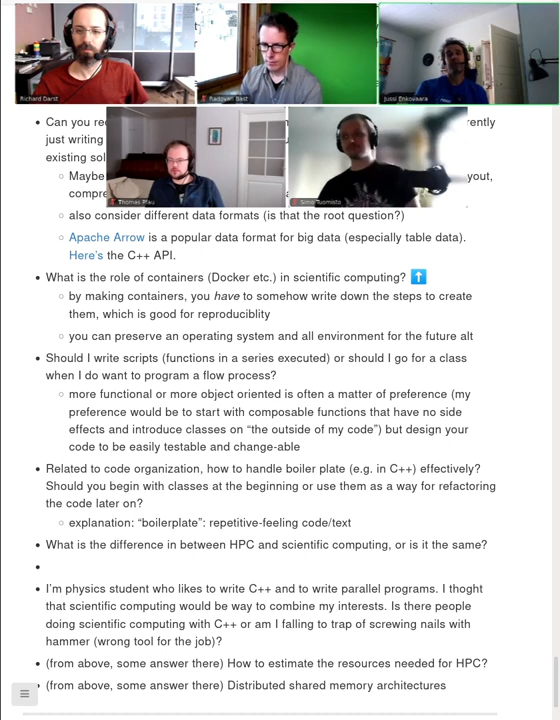 Richard Darst
Radovan Bast
Jussi Enkovaara
Can you re
rently
just writing
existing sol
Thomas Pfau
Simo Tuomisto
Maybe
yout,
compre
also consider different data formats (is that the root question?)
Apache Arrow is a popular data format for big data (especially table data).
Here's the C++ API.
What is the role of containers (Docker etc.) in scientific computing? ⬆
by making containers, you have to somehow write down the steps to create
them, which is good for reproduciblity
you can preserve an operating system and all environment for the future alt
Should I write scripts (functions in a series executed) or should I go for a class
when I do want to program a flow process?
more functional or more object oriented is often a matter of preference (my
preference would be to start with composable functions that have no side
effects and introduce classes on “the outside of my code”) but design your
code to be easily testable and change-able
Related to code organization, how to handle boiler plate (e.g. in C++) effectively?
Should you begin with classes at the beginning or use them as a way for refactoring
the code later on?
explanation: “boilerplate”: repetitive-feeling code/text
What is the difference in between HPC and scientific computing, or is it the same?
I’m physics student who likes to write C++ and to write parallel programs. I thoght
that scientific computing would be way to combine my interests. Is there people
doing scientific computing with C++ or am I falling to trap of screwing nails with
hammer (wrong tool for the job)?
(from above, some answer there) How to estimate the resources needed for HPC?
(from above, some answer there) Distributed shared memory architectures